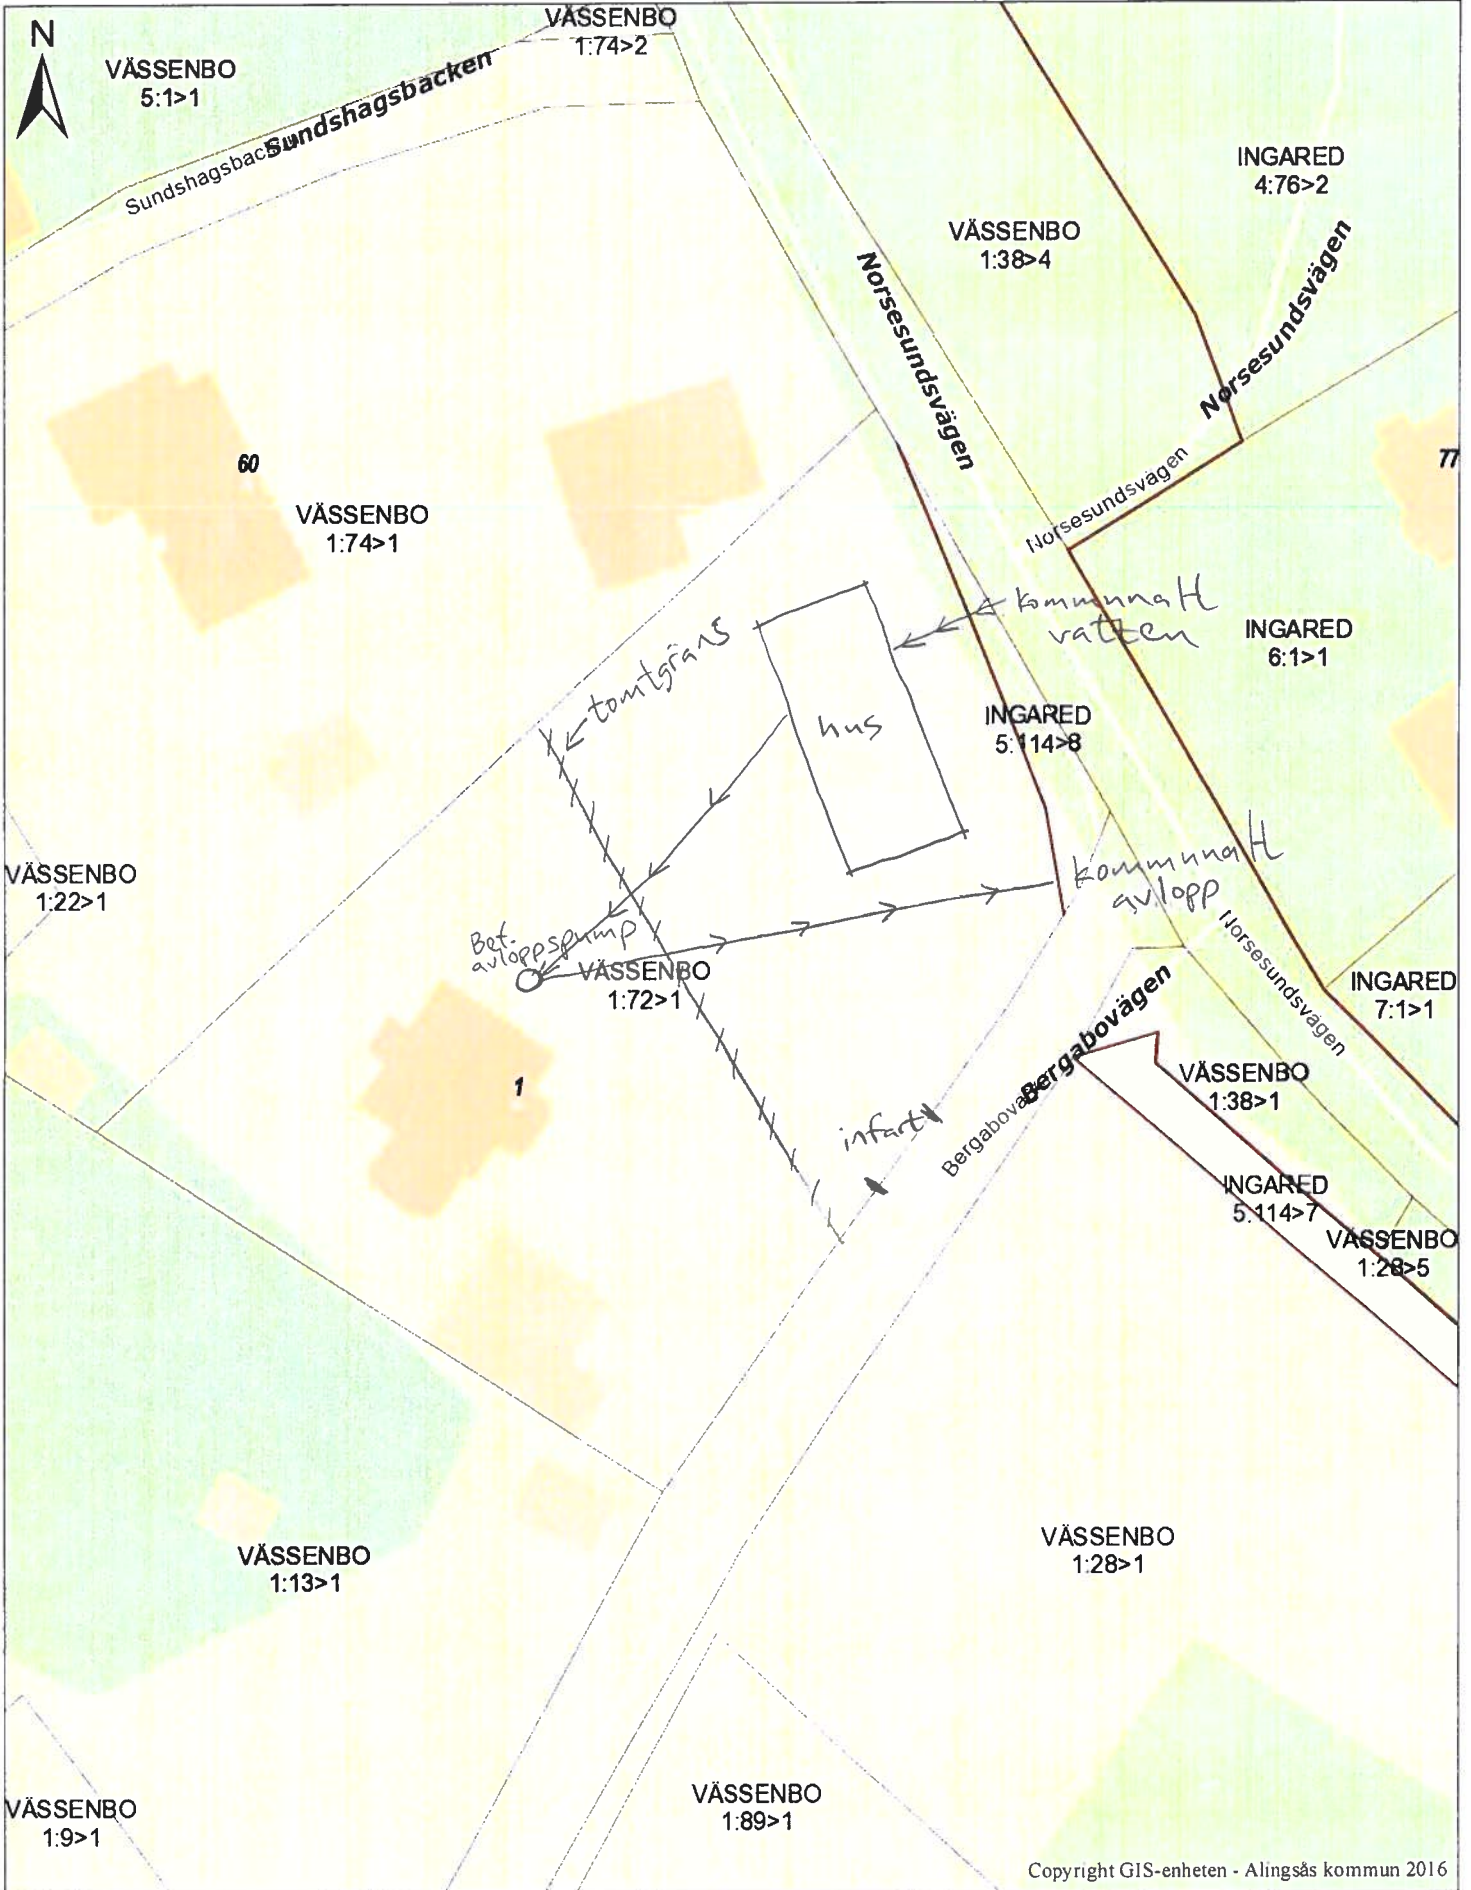 N
VÄSSENBO
1:74>2
VÄSSENBO
5:1>1
Sundshagsbacken
Sundshagsbac
INGARED
4:76>2
VÄSSENBO
1:38>4
Norsesundsvägen
Norsesundsvägen
60
77
Norsesundsvägen
VÄSSENBO
1:74>1
kommunalt
vatten
INGARED
6:1>1
tomtgräns
hus
INGARED
5:114>8
VÄSSENBO
1:22>1
kommunalt
avlopp
Bef.
avloppspump
VÄSSENBO
1:72>1
Norsesundsvägen
INGARED
7:1>1
Bergabovägen
Bergabovä
1
VÄSSENBO
1:38>1
infart
INGARED
5:114>7
VÄSSENBO
1:28>5
VÄSSENBO
1:13>1
VÄSSENBO
1:28>1
VÄSSENBO
1:9>1
VÄSSENBO
1:89>1
Copyright GIS-enheten - Alingsås kommun 2016